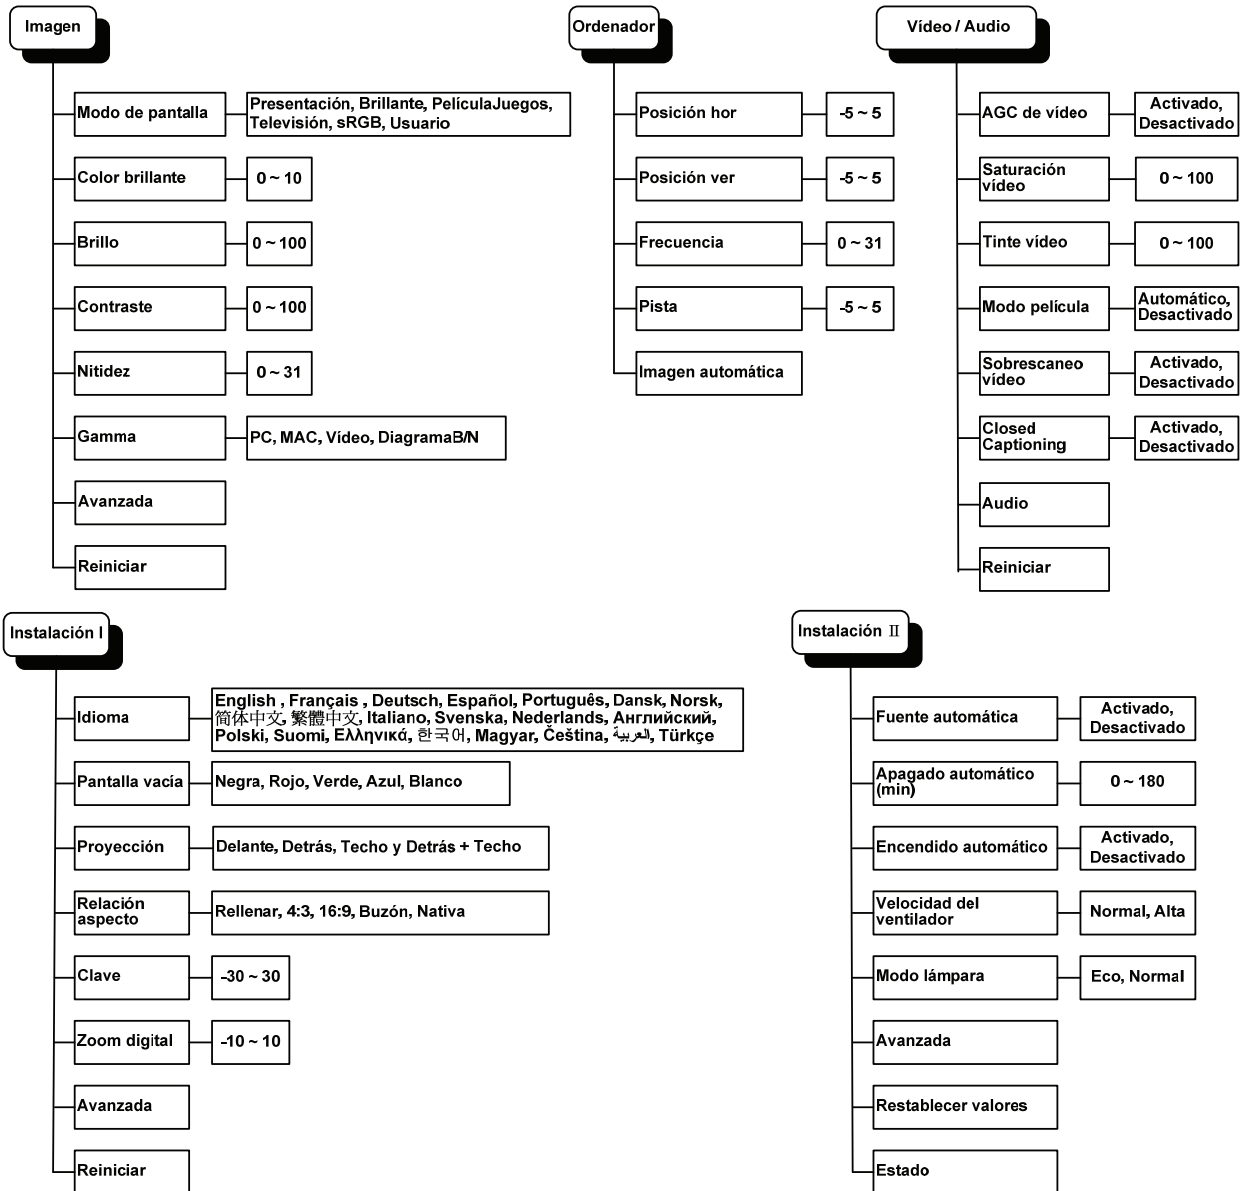 Imagen
Modo de pantalla
Presentación, Brillante, PelículaJuegos,
Televisión, sRGB, Usuario
Color brillante
0 ~ 10
Brillo
0 ~ 100
Contraste
0 ~ 100
Nitidez
0 ~ 31
Gamma
PC, MAC, Vídeo, DiagramaB/N
Avanzada
Reiniciar
Ordenador
Posición hor
-5 ~ 5
Posición ver
-5 ~ 5
Frecuencia
0 ~ 31
Pista
-5 ~ 5
Imagen automática
Vídeo / Audio
AGC de vídeo
Activado,
Desactivado
Saturación
vídeo
0 ~ 100
Tinte vídeo
0 ~ 100
Modo película
Automático,
Desactivado
Sobrescaneo
vídeo
Activado,
Desactivado
Closed
Captioning
Activado,
Desactivado
Audio
Reiniciar
Instalación I
Idioma
English , Français , Deutsch, Español, Português, Dansk, Norsk,
简体中文, 繁體中文, Italiano, Svenska, Nederlands, Английский,
Polski, Suomi, Ελληνικά, 한국어, Magyar, Čeština, العربية, Türkçe
Pantalla vacía
Negra, Rojo, Verde, Azul, Blanco
Proyección
Delante, Detrás, Techo y Detrás + Techo
Relación
aspecto
Rellenar, 4:3, 16:9, Buzón, Nativa
Clave
-30 ~ 30
Zoom digital
-10 ~ 10
Avanzada
Reiniciar
Instalación Ⅱ
Fuente automática
Activado,
Desactivado
Apagado automático
(min)
0 ~ 180
Encendido automático
Activado,
Desactivado
Velocidad del
ventilador
Normal, Alta
Modo lámpara
Eco, Normal
Avanzada
Restablecer valores
Estado